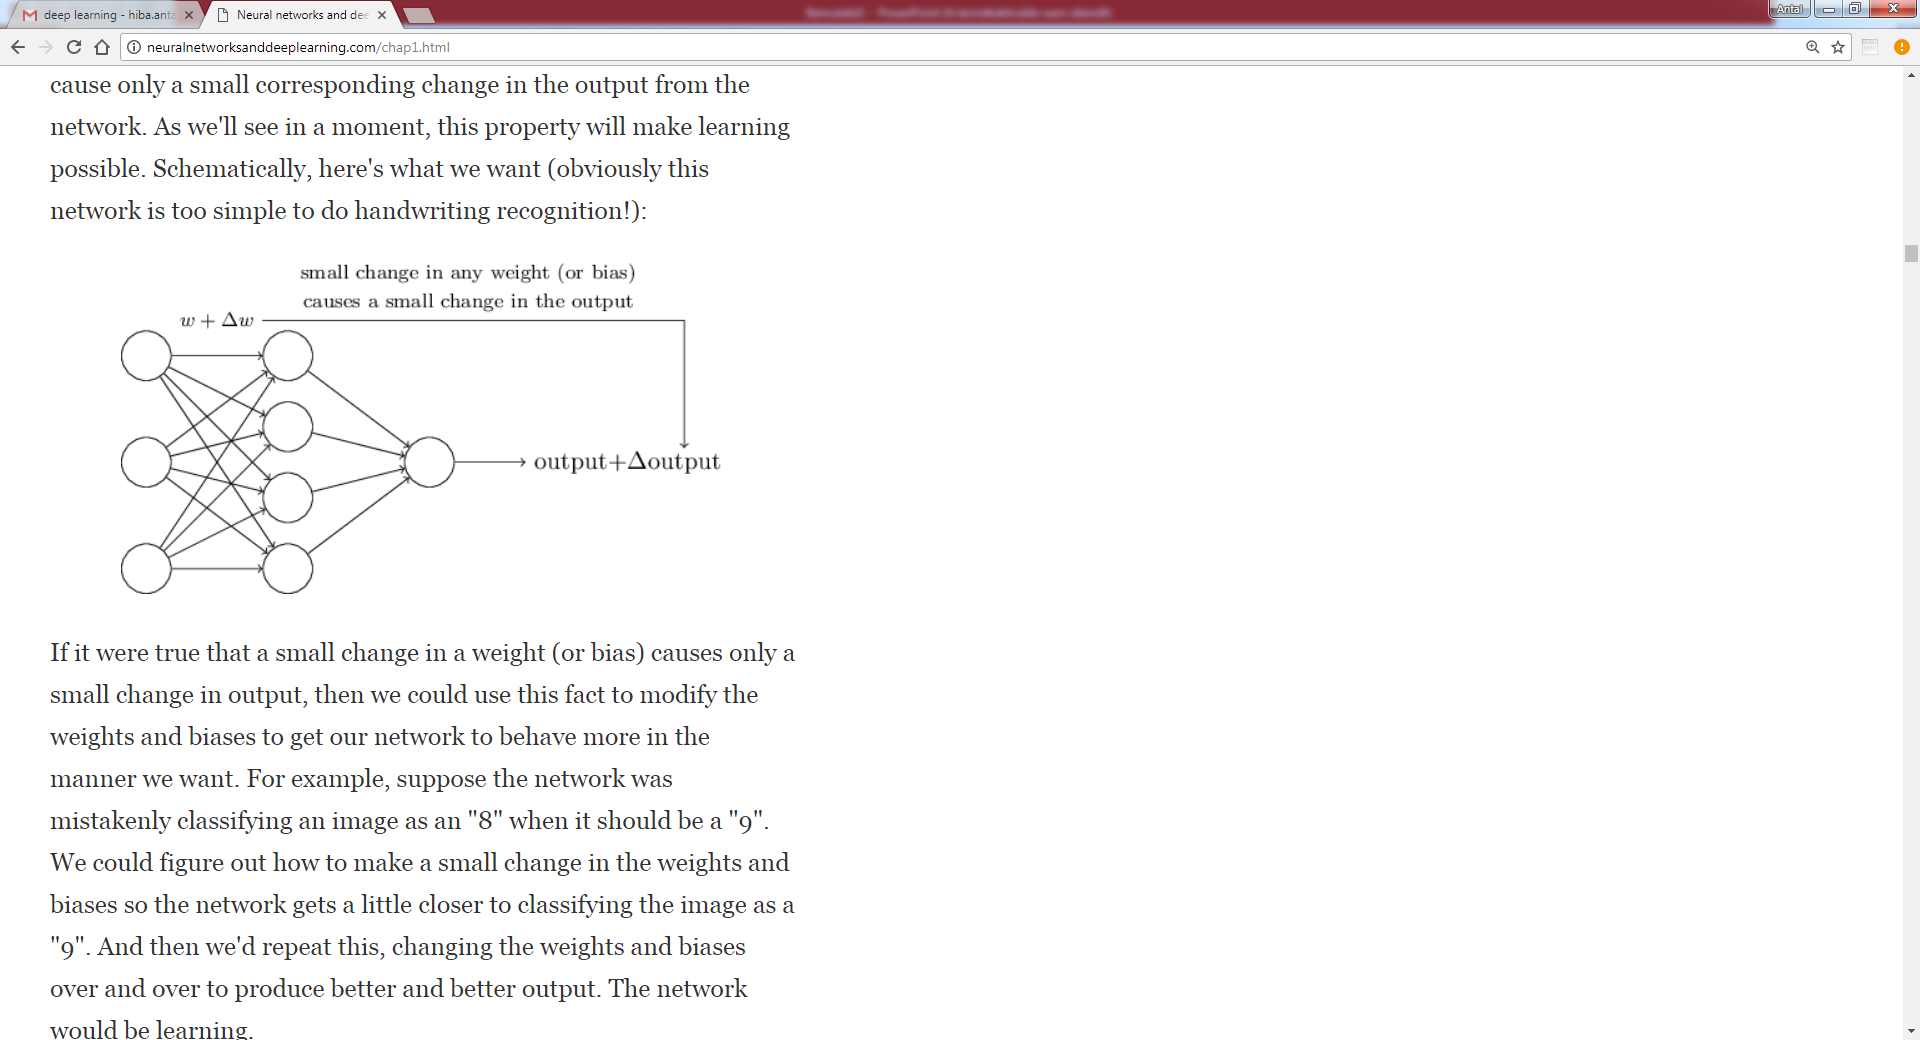 deep learning - hiba.anta
Neural networks and dee
Antal
neuralnetworksanddeeplearning.com/chap1.html
cause only a small corresponding change in the output from the
network. As we'll see in a moment, this property will make learning
possible. Schematically, here's what we want (obviously this
network is too simple to do handwriting recognition!):
small change in any weight (or bias)
causes a small change in the output
w + Δw
output+Δoutput
If it were true that a small change in a weight (or bias) causes only a
small change in output, then we could use this fact to modify the
weights and biases to get our network to behave more in the
manner we want. For example, suppose the network was
mistakenly classifying an image as an "8" when it should be a "9".
We could figure out how to make a small change in the weights and
biases so the network gets a little closer to classifying the image as a
"9". And then we'd repeat this, changing the weights and biases
over and over to produce better and better output. The network
would be learning.